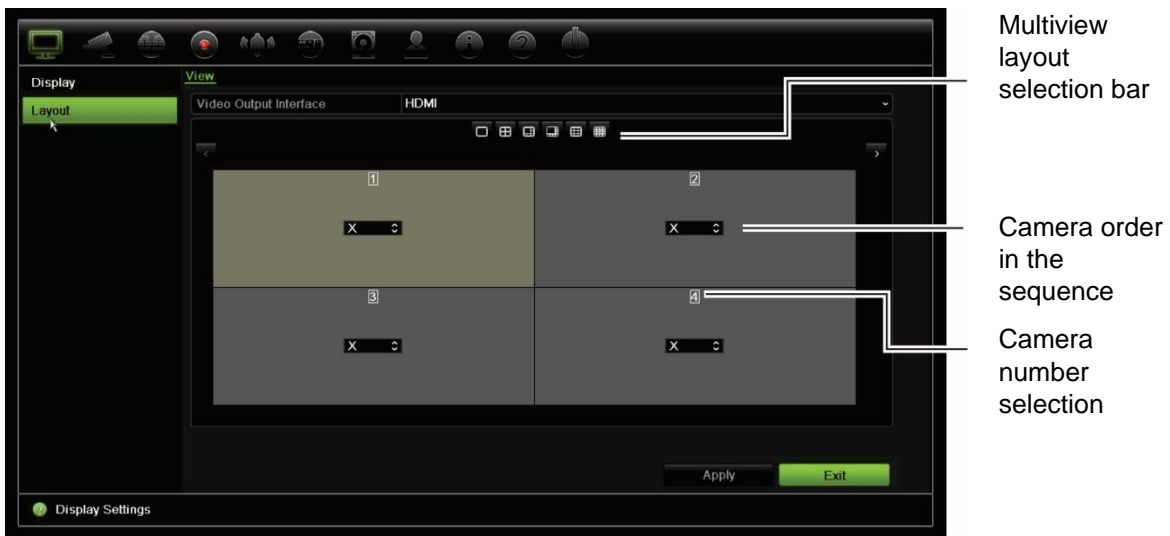 Display
Layout
View
Video Output Interface HDMI
1
2
X
X
3
4
X
X
Apply
Exit
Display Settings
Multiview
layout
selection bar
Camera order
in the
sequence
Camera
number
selection